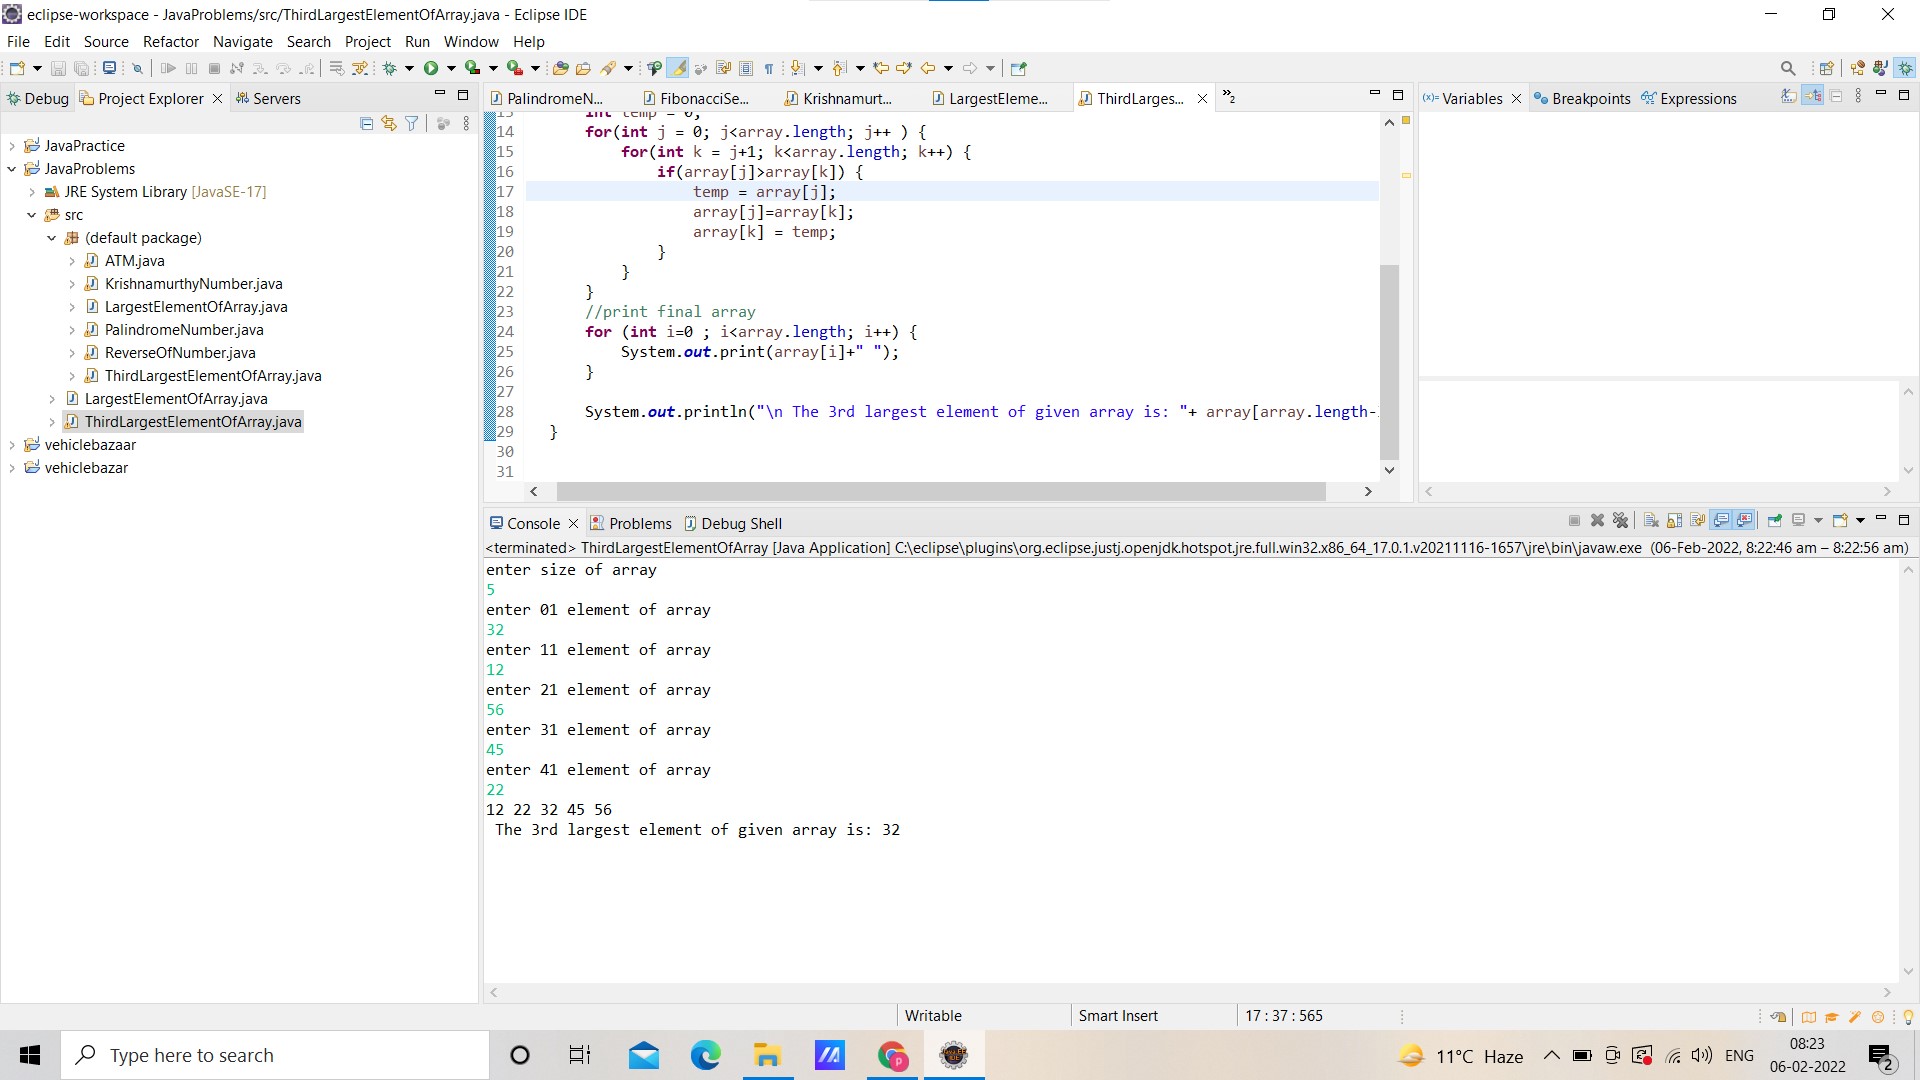 eclipse-workspace - JavaProblems/src/ThirdLargestElementOfArray.java - Eclipse IDE
File Edit Source Refactor Navigate Search Project Run Window Help
Debug Project Explorer Servers
JavaPractice
JavaProblems
JRE System Library [JavaSE-17]
src
(default package)
ATM.java
KrishnamurthyNumber.java
LargestElementOfArray.java
PalindromeNumber.java
ReverseOfNumber.java
ThirdLargestElementOfArray.java
LargestElementOfArray.java
ThirdLargestElementOfArray.java
vehiclebazaar
vehiclebazar
PalindromeN... FibonacciSe... Krishnamurt... LargestEleme... ThirdLarges... »2
13 int temp = 0;
14 for(int j = 0; j<array.length; j++ ) {
15 for(int k = j+1; k<array.length; k++) {
16 if(array[j]>array[k]) {
17 temp = array[j];
18 array[j]=array[k];
19 array[k] = temp;
20 }
21 }
22 }
23 //print final array
24 for (int i=0 ; i<array.length; i++) {
25 System.out.print(array[i]+" ");
26 }
27
28 System.out.println("\n The 3rd largest element of given array is: "+ array[array.length-
29 }
30
31
(x)= Variables Breakpoints Expressions
Console Problems Debug Shell
<terminated> ThirdLargestElementOfArray [Java Application] C:\eclipse\plugins\org.eclipse.justj.openjdk.hotspot.jre.full.win32.x86_64_17.0.1.v20211116-1657\jre\bin\javaw.exe (06-Feb-2022, 8:22:46 am – 8:22:56 am)
enter size of array
5
enter 01 element of array
32
enter 11 element of array
12
enter 21 element of array
56
enter 31 element of array
45
enter 41 element of array
22
12 22 32 45 56
The 3rd largest element of given array is: 32
Writable Smart Insert 17 : 37 : 565
Type here to search
11°C Haze ENG
08:23
06-02-2022
2